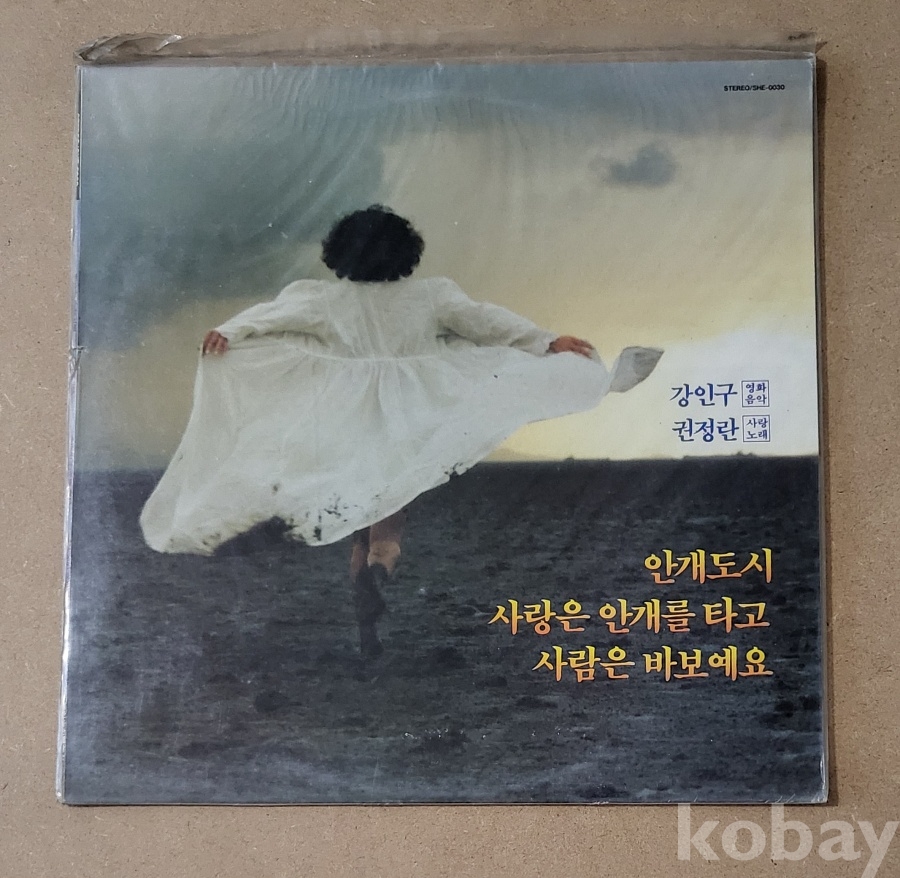 STEREO/SHE-0030
강인구 영화 음악
권정란 사랑 노래
안개도시
사랑은 안개를 타고
사람은 바보예요
kobay